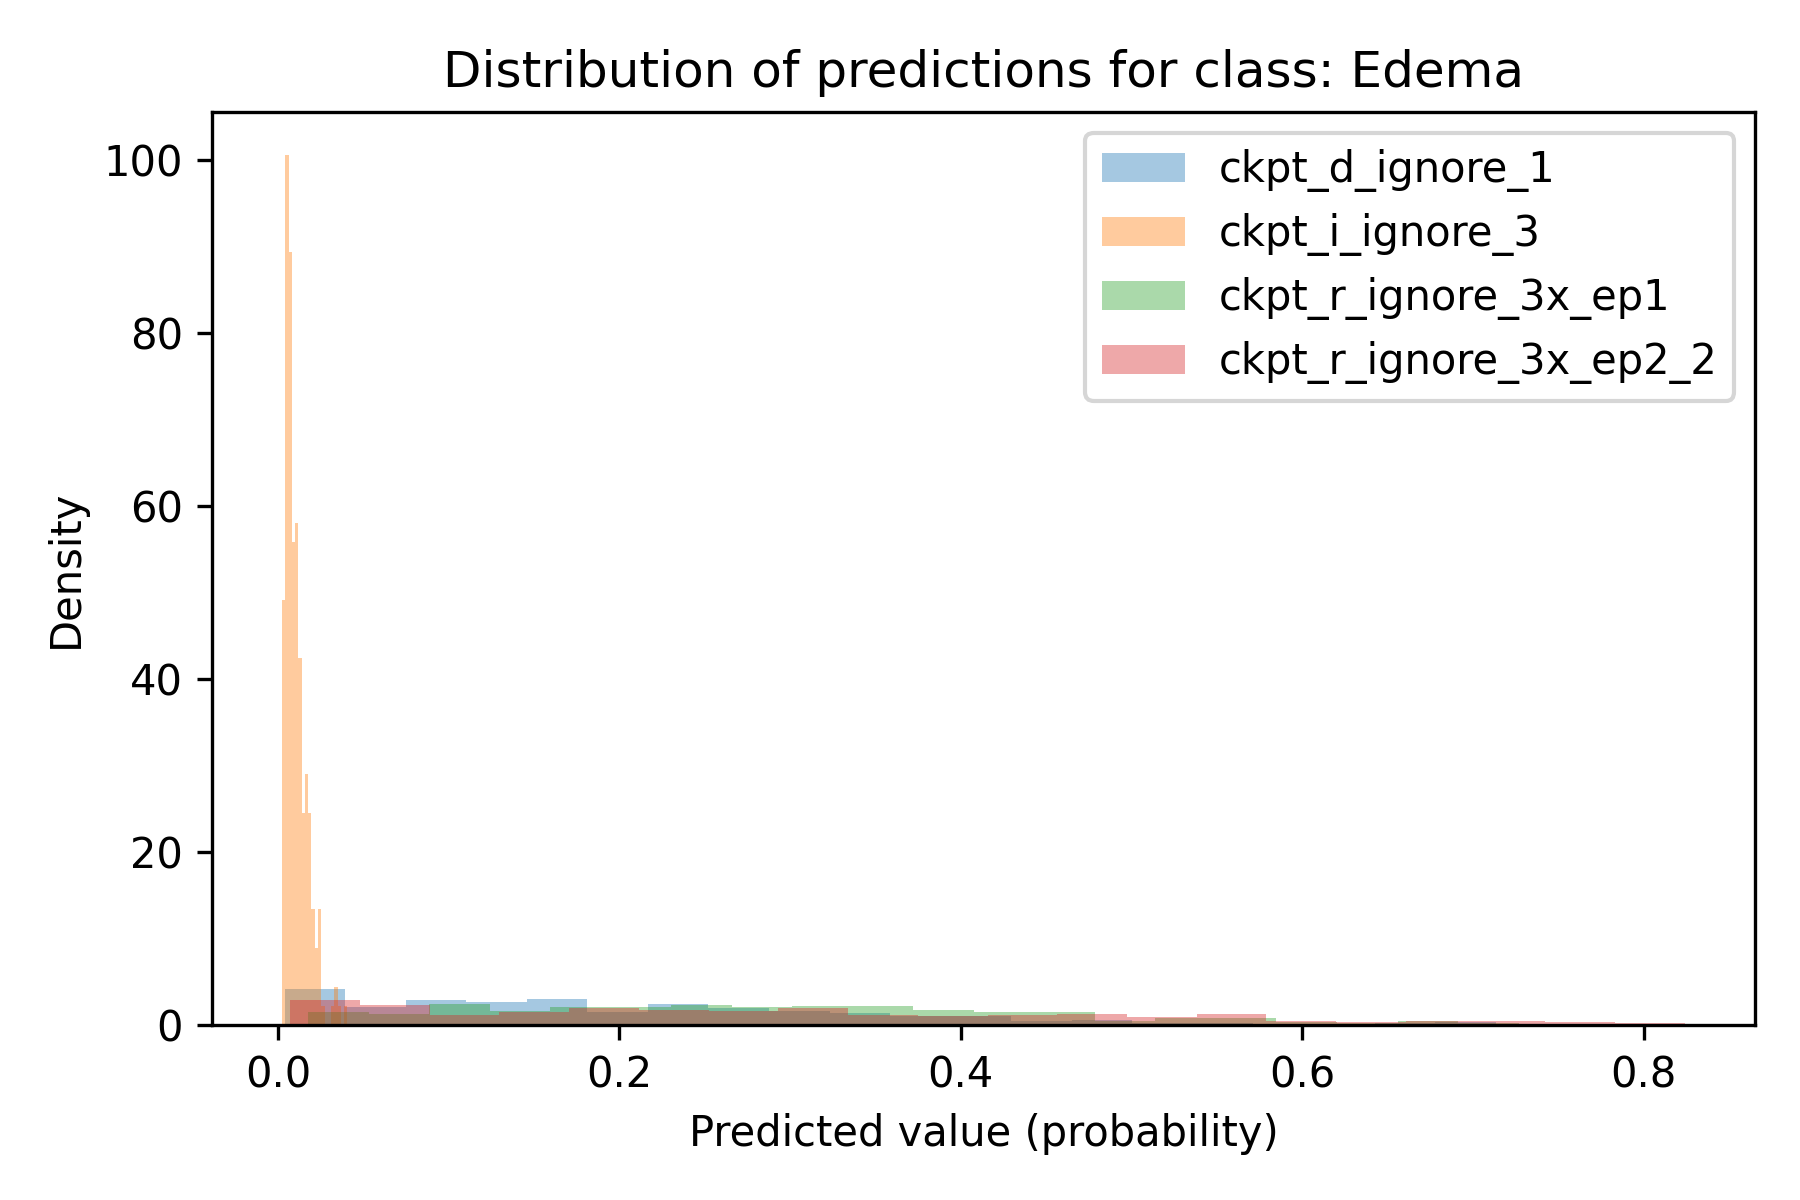 Distribution of predictions for class: Edema
ckpt_d_ignore_1
ckpt_i_ignore_3
ckpt_r_ignore_3x_ep1
ckpt_r_ignore_3x_ep2_2
Density
100
80
60
40
20
0
0.0 0.2 0.4 0.6 0.8
Predicted value (probability)